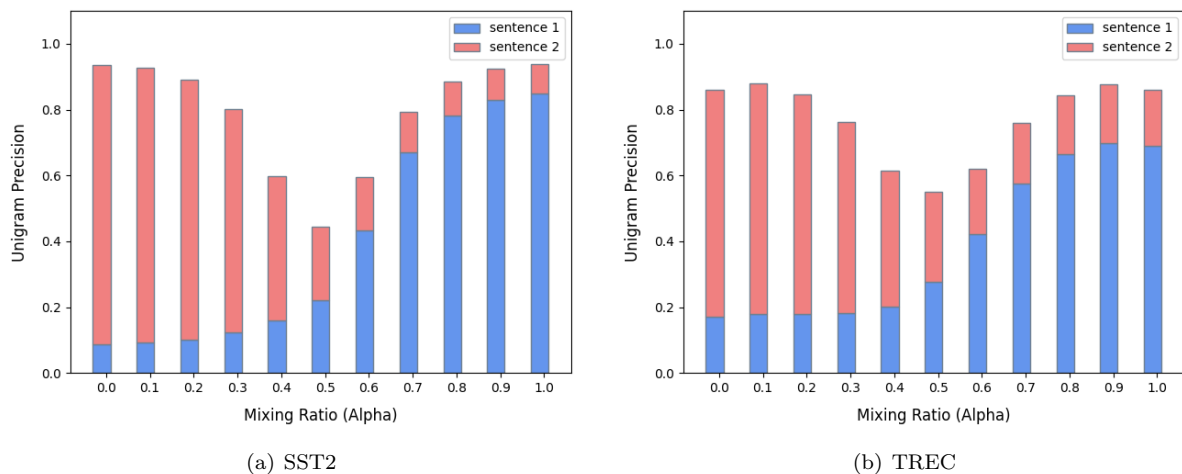 sentence 1
sentence 2
1.0
0.8
0.6
0.4
0.2
0.0
Unigram Precision
0.0 0.1 0.2 0.3 0.4 0.5 0.6 0.7 0.8 0.9 1.0
Mixing Ratio (Alpha)
(a) SST2
sentence 1
sentence 2
1.0
0.8
0.6
0.4
0.2
0.0
Unigram Precision
0.0 0.1 0.2 0.3 0.4 0.5 0.6 0.7 0.8 0.9 1.0
Mixing Ratio (Alpha)
(b) TREC